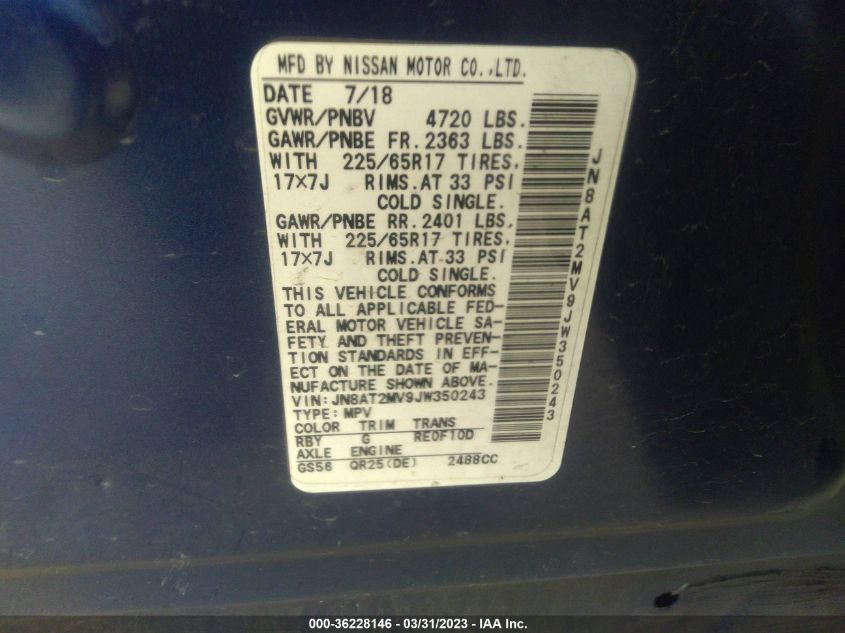 MFD BY NISSAN MOTOR CO.,LTD.
DATE 7/18
GVWR/PNBV 4720 LBS.
GAWR/PNBE FR. 2363 LBS.
WITH 225/65R17 TIRES.
17×7J RIMS. AT 33 PSI
COLD SINGLE.
GAWR/PNBE RR. 2401 LBS.
WITH 225/65R17 TIRES.
17×7J RIMS. AT 33 PSI
COLD SINGLE.
THIS VEHICLE CONFORMS
TO ALL APPLICABLE FED-
ERAL MOTOR VEHICLE SA-
FETY AND THEFT PREVEN-
TION STANDARDS IN EFF-
ECT ON THE DATE OF MA-
NUFACTURE SHOWN ABOVE.
VIN: JN8AT2MV9JW350243
TYPE: MPV
COLOR TRIM TRANS
RBY G RE0F10D
AXLE ENGINE
GS56 QR25(DE) 2488CC
JN8AT2MV9JW350243
000-36228146 - 03/31/2023 - IAA Inc.